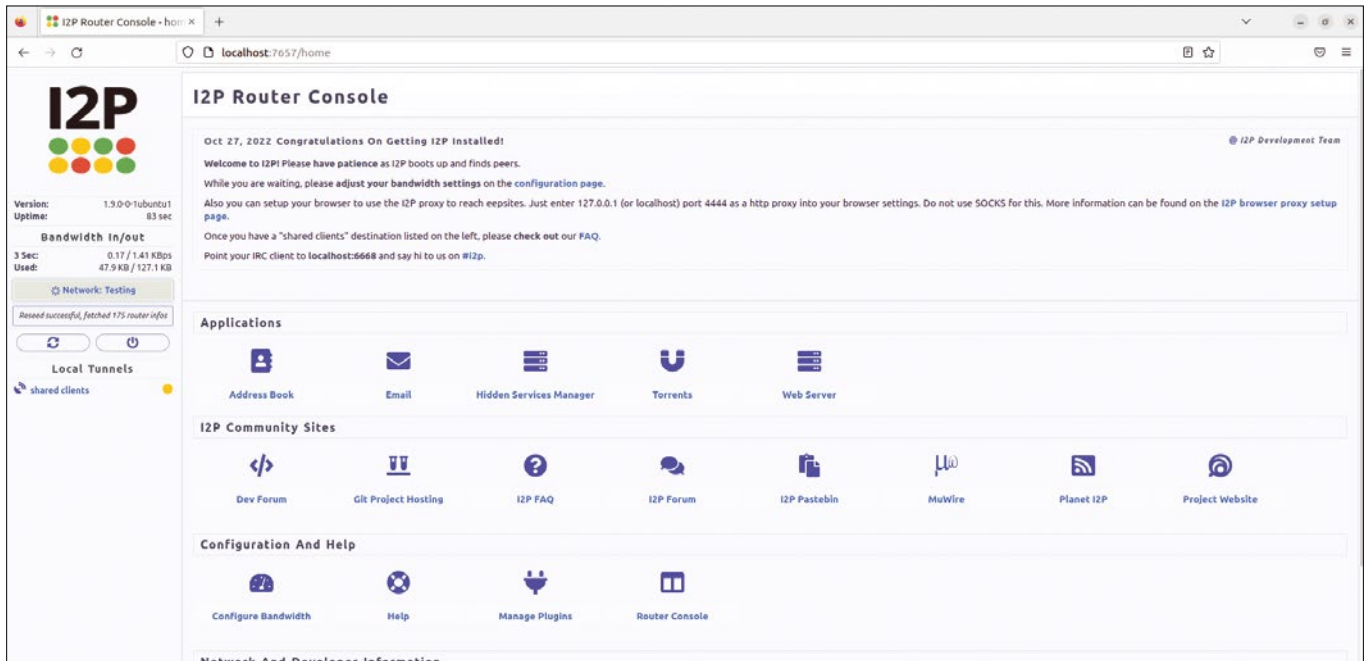 I2P Router Console - hom
localhost:7657/home
I2P
Version: 1.9.0-0-1ubuntu1
Uptime: 83 sec
Bandwidth In/out
3 Sec: 0.17 / 1.41 KBps
Used: 47.9 KB / 127.1 KB
Network: Testing
Reseed successful, fetched 175 router infos
Local Tunnels
shared clients
I2P Router Console
Oct 27, 2022 Congratulations On Getting I2P Installed!
@ I2P Development Team
Welcome to I2P! Please have patience as I2P boots up and finds peers.
While you are waiting, please adjust your bandwidth settings on the configuration page.
Also you can setup your browser to use the I2P proxy to reach eepsites. Just enter 127.0.0.1 (or localhost) port 4444 as a http proxy into your browser settings. Do not use SOCKS for this. More information can be found on the I2P browser proxy setup
page.
Once you have a "shared clients" destination listed on the left, please check out our FAQ.
Point your IRC client to localhost:6668 and say hi to us on #i2p.
Applications
Address Book Email Hidden Services Manager Torrents Web Server
I2P Community Sites
μω
Dev Forum Git Project Hosting I2P FAQ I2P Forum I2P Pastebin MuWire Planet I2P Project Website
Configuration And Help
Configure Bandwidth Help Manage Plugins Router Console
Network And Developer Information